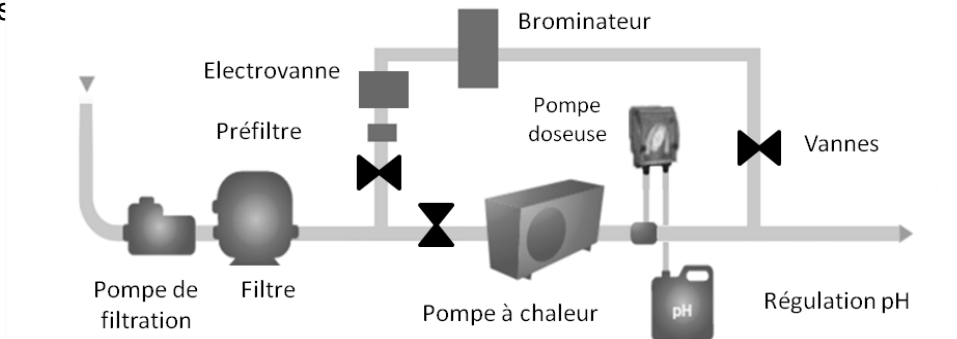 Brominateur
Electrovanne
Pompe
doseuse
Préfiltre
Vannes
Pompe de
filtration
Filtre
Pompe à chaleur
pH
Régulation pH